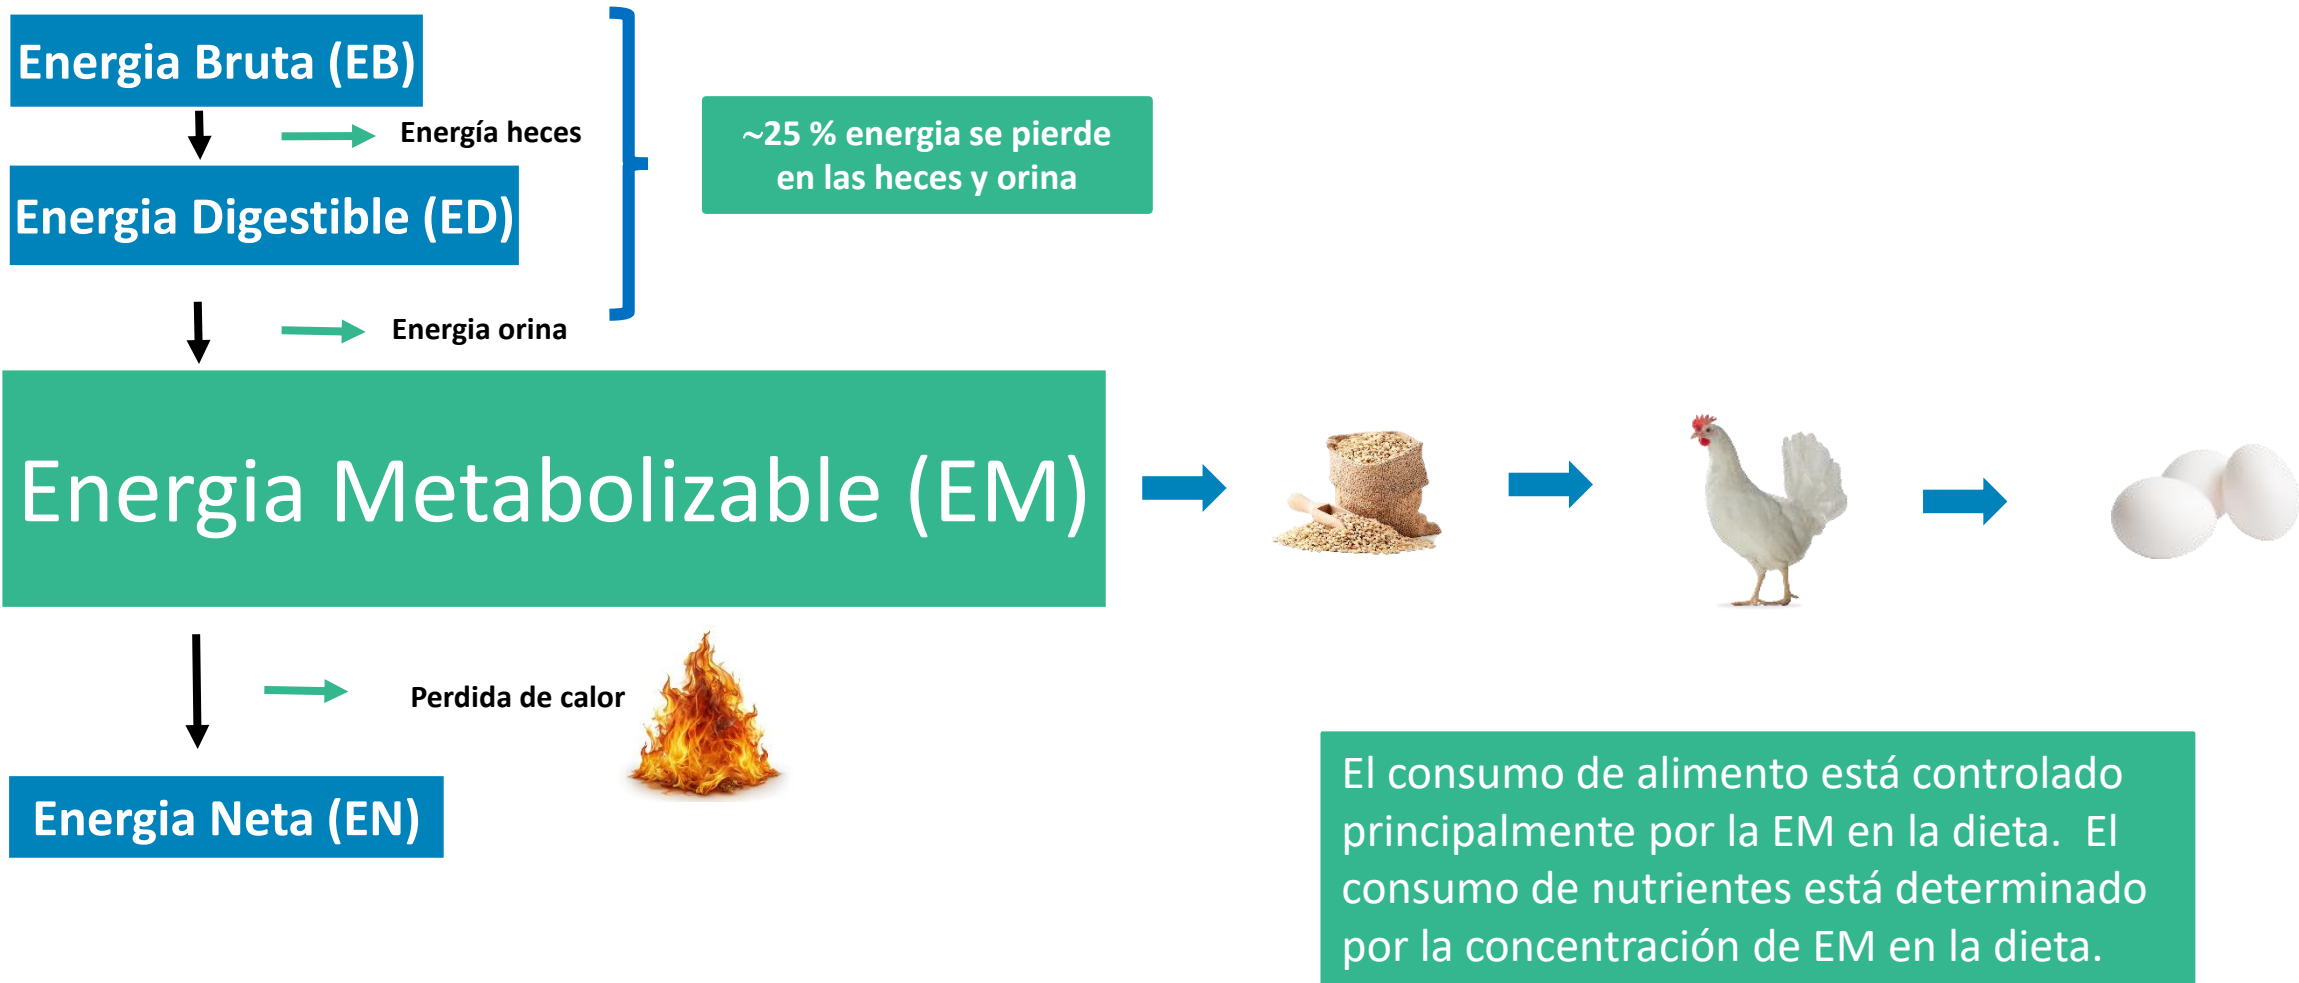 Energia Bruta (EB)
Energía heces
~25 % energia se pierde
en las heces y orina
Energia Digestible (ED)
Energia orina
Energia Metabolizable (EM)
Perdida de calor
Energia Neta (EN)
El consumo de alimento está controlado
principalmente por la EM en la dieta.  El
consumo de nutrientes está determinado
por la concentración de EM en la dieta.